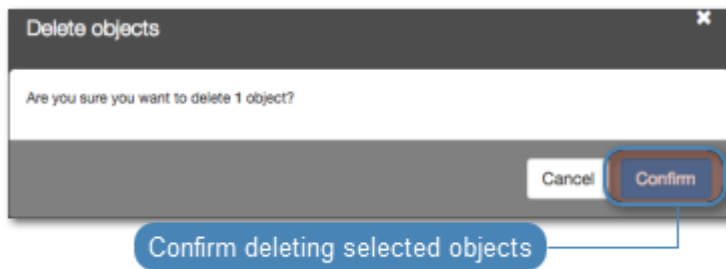 Delete objects
Are you sure you want to delete 1 object?
Cancel Confirm
Confirm deleting selected objects